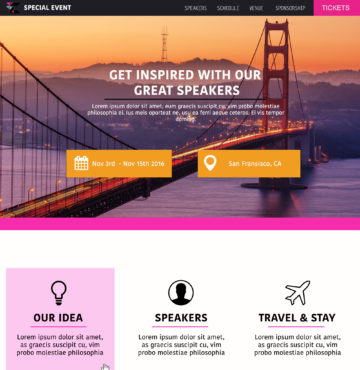 SPECIAL EVENT
SPEAKERS SCHEDULE VENUE SPONSORSHIP TICKETS
GET INSPIRED WITH OUR
GREAT SPEAKERS
Lorem ipsum dolor sit amet, eum graecis suscipit cu, vim probo molestiae
philosophia ei. Ius meis oporteat ne, usu ea ferri aeque ceteros. Ei vis tempor
doming.
Nov 3rd - Nov 15th 2016
San Fransisco, CA
OUR IDEA
Lorem ipsum dolor sit amet,
as graecis suscipit cu, vim
probo molestiae philosophia
SPEAKERS
Lorem ipsum dolor sit amet,
as graecis suscipit cu, vim
probo molestiae philosophia
TRAVEL & STAY
Lorem ipsum dolor sit amet,
as graecis suscipit cu, vim
probo molestiae philosophia